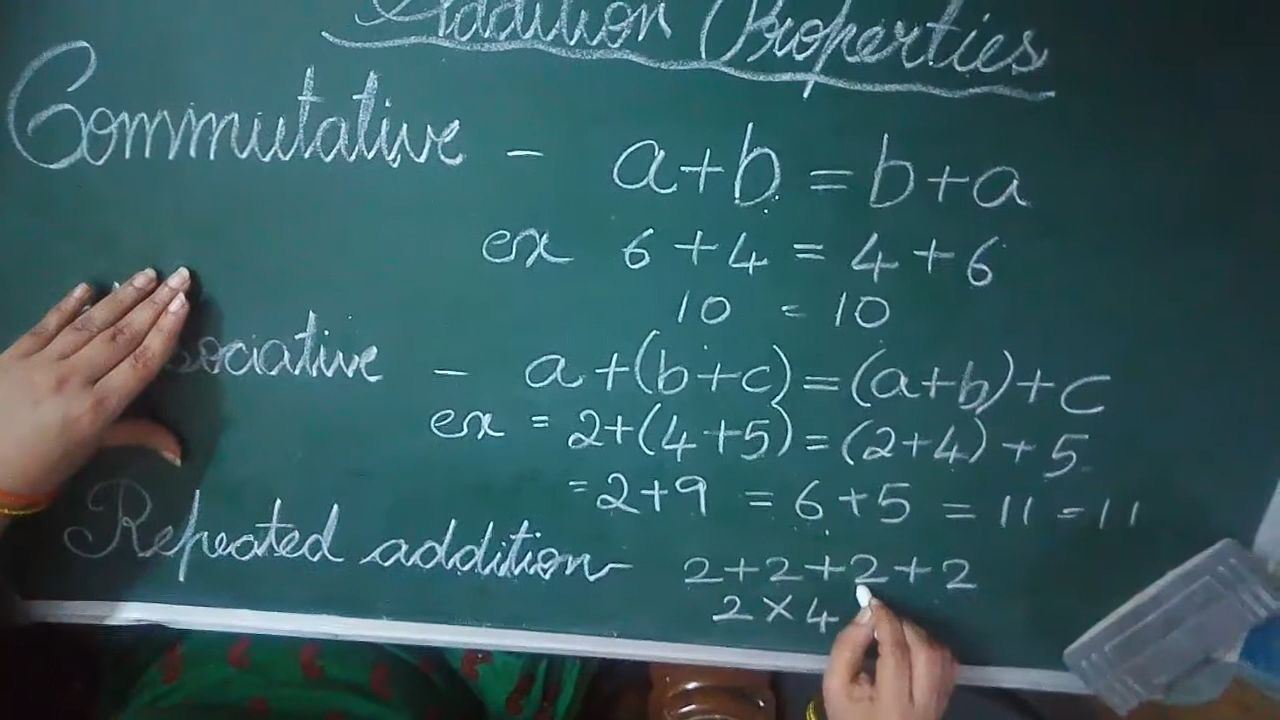 Addition Properties
Commutative - a+b = b+a
ex 6+4 = 4+6
10 = 10
sociative - a+(b+c)=(a+b)+c
ex = 2+(4+5)=(2+4)+5
=2+9 = 6+5 = 11 = 11
Repeated addition - 2+2+2+2
2×4